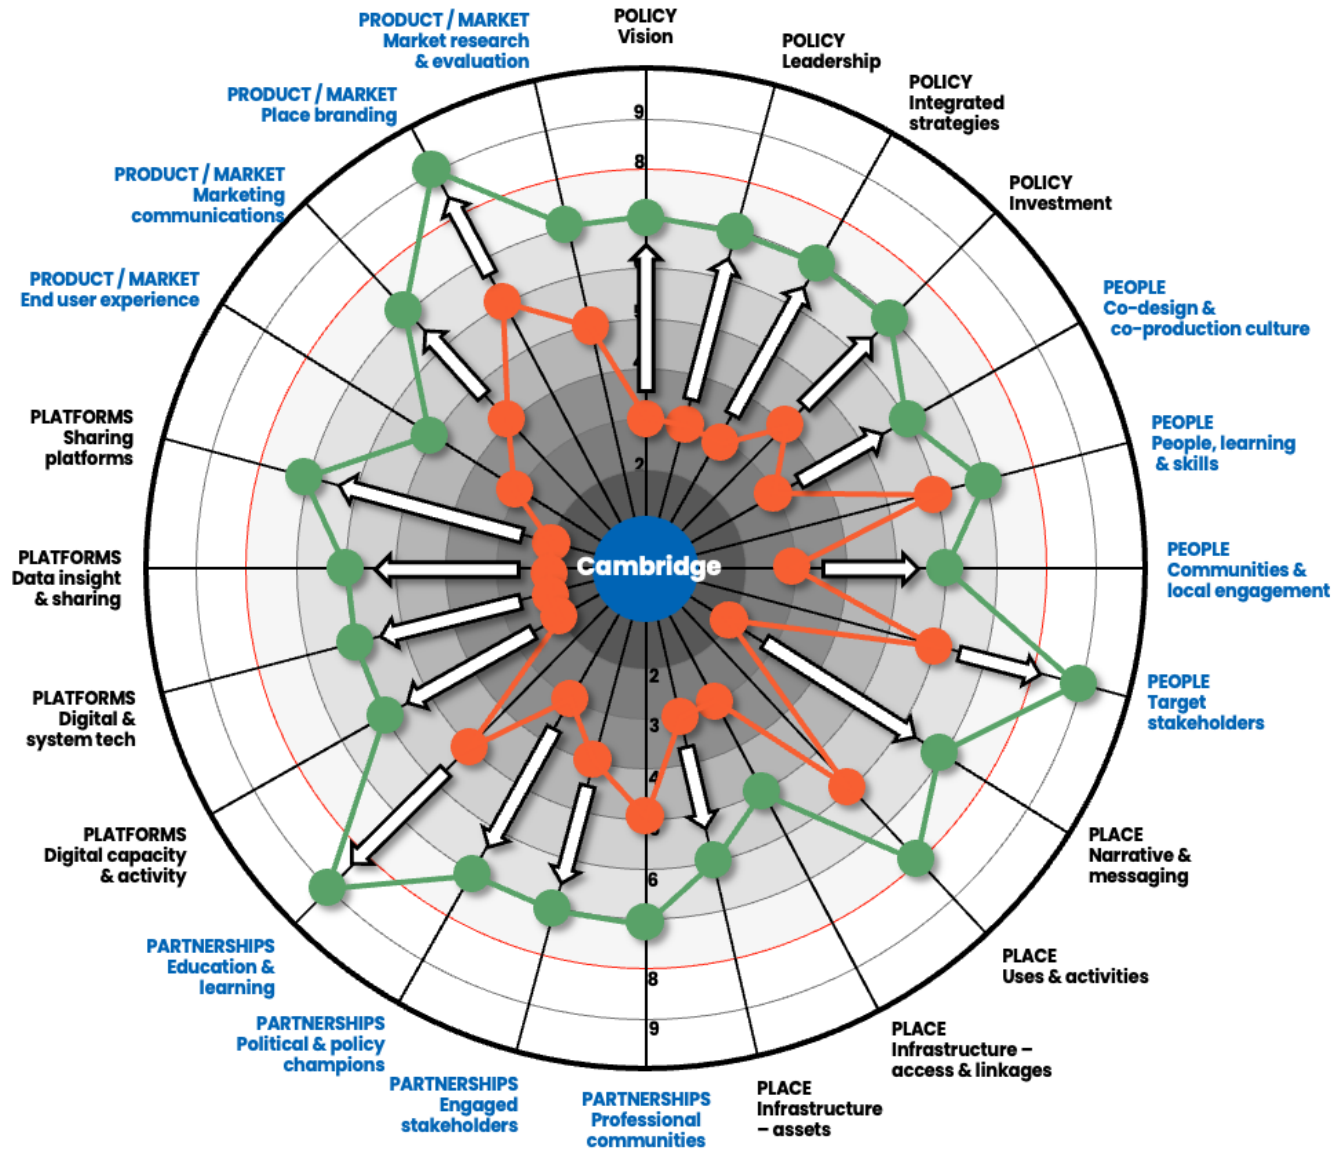 PRODUCT / MARKET
Market research
& evaluation
POLICY
Vision
POLICY
Leadership
POLICY
Integrated
strategies
POLICY
Investment
PEOPLE
Co-design &
co-production culture
PEOPLE
People, learning
& skills
PEOPLE
Communities &
local engagement
PEOPLE
Target
stakeholders
PLACE
Narrative &
messaging
PLACE
Uses & activities
PLACE
Infrastructure –
access & linkages
PLACE
Infrastructure
– assets
PARTNERSHIPS
Professional
communities
PARTNERSHIPS
Engaged
stakeholders
PARTNERSHIPS
Political & policy
champions
PARTNERSHIPS
Education &
learning
PLATFORMS
Digital capacity
& activity
PLATFORMS
Digital &
system tech
PLATFORMS
Data insight
& sharing
PLATFORMS
Sharing
platforms
PRODUCT / MARKET
End user experience
PRODUCT / MARKET
Marketing
communications
PRODUCT / MARKET
Place branding
9
8
2
Cambridge
2
3
4
6
8
9